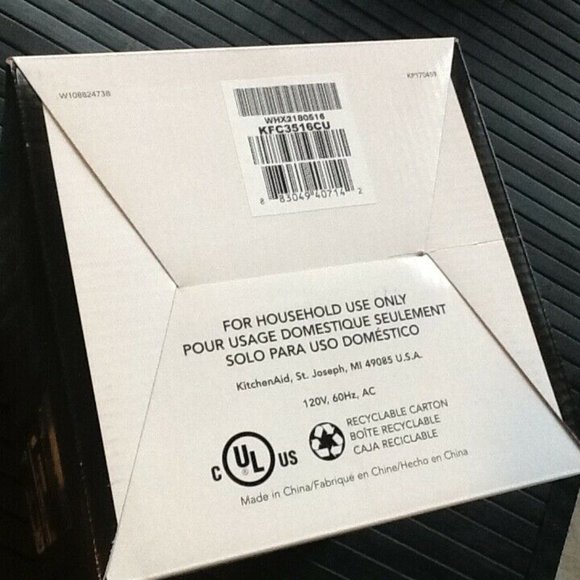 W10862473B
KP170459
WHX2180516
KFC3516CU
8 83049 40714 2
FOR HOUSEHOLD USE ONLY
POUR USAGE DOMESTIQUE SEULEMENT
SOLO PARA USO DOMÉSTICO
KitchenAid, St. Joseph, MI 49085 U.S.A.
120V, 60Hz, AC
C UL US
RECYCLABLE CARTON
BOÎTE RECYCLABLE
CAJA RECICLABLE
Made in China/Fabriqué en Chine/Hecho en China